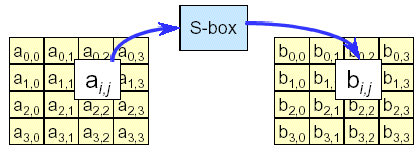 S-box
a0,0 a0,1 a0,2 a0,3 b0,0 b0,1 b0,2 b0,3
a1,0 a1,1 a1,3 b1,0 b1,1 b1,3
ai,j bi,j
a2,0 a2,1 a2,2 a2,3 b2,0 b2,1 b2,2 b2,3
a3,0 a3,1 a3,2 a3,3 b3,0 b3,1 b3,2 b3,3